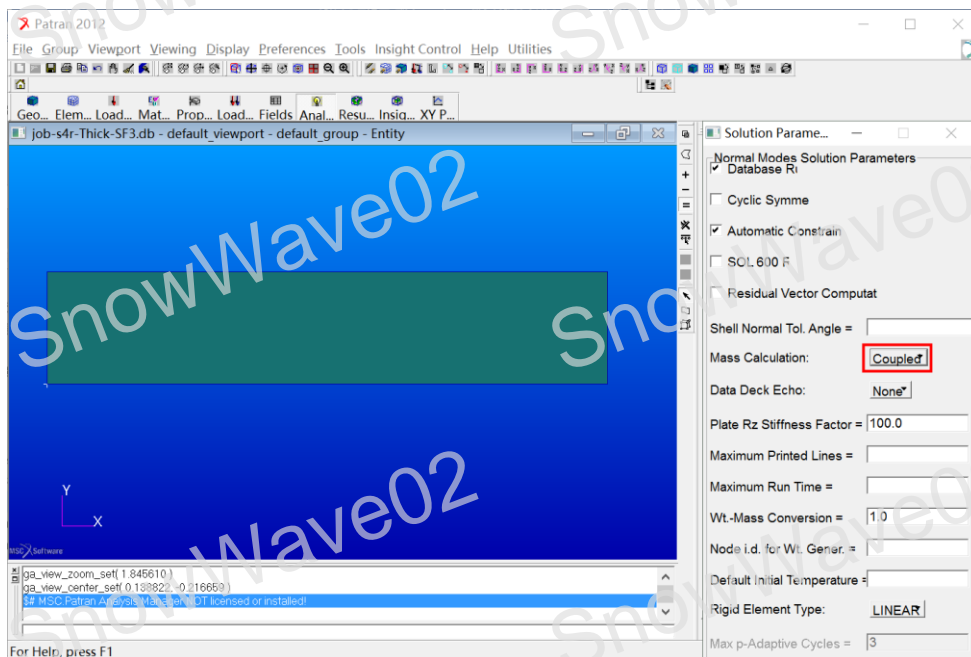 Patran 2012
File Group Viewport Viewing Display Preferences Tools Insight Control Help Utilities
Geo... Elem... Load... Mat... Prop... Load... Fields Anal... Resu... Insig... XY P...
job-s4r-Thick-SF3.db - default_viewport - default_group - Entity
Y
X
MSC Software
ga_view_zoom_set( 1.845610 )
ga_view_center_set( 0.138822, -0.216659 )
$# MSC.Patran Analysis Manager NOT licensed or installed!
For Help, press F1
Solution Parame...
Normal Modes Solution Parameters
Database R
Cyclic Symme
Automatic Constrain
SOL 600 F
Residual Vector Computat
Shell Normal Tol. Angle =
Mass Calculation: Coupled
Data Deck Echo: None
Plate Rz Stiffness Factor = 100.0
Maximum Printed Lines =
Maximum Run Time =
Wt.-Mass Conversion = 1.0
Node i.d. for Wt. Gener. =
Default Initial Temperature =
Rigid Element Type: LINEAR
Max p-Adaptive Cycles = 3
SnowWave02
SnowWave02